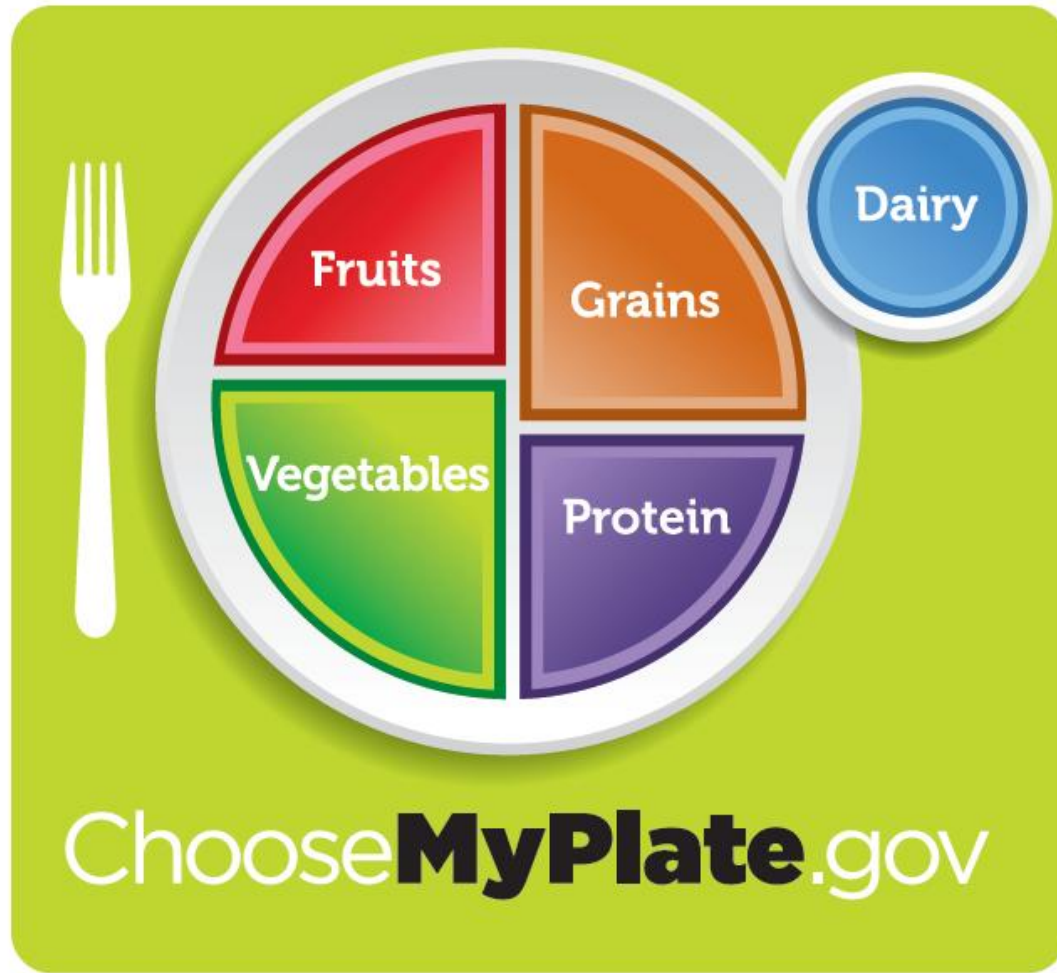 Fruits
Grains
Dairy
Vegetables
Protein
ChooseMyPlate.gov